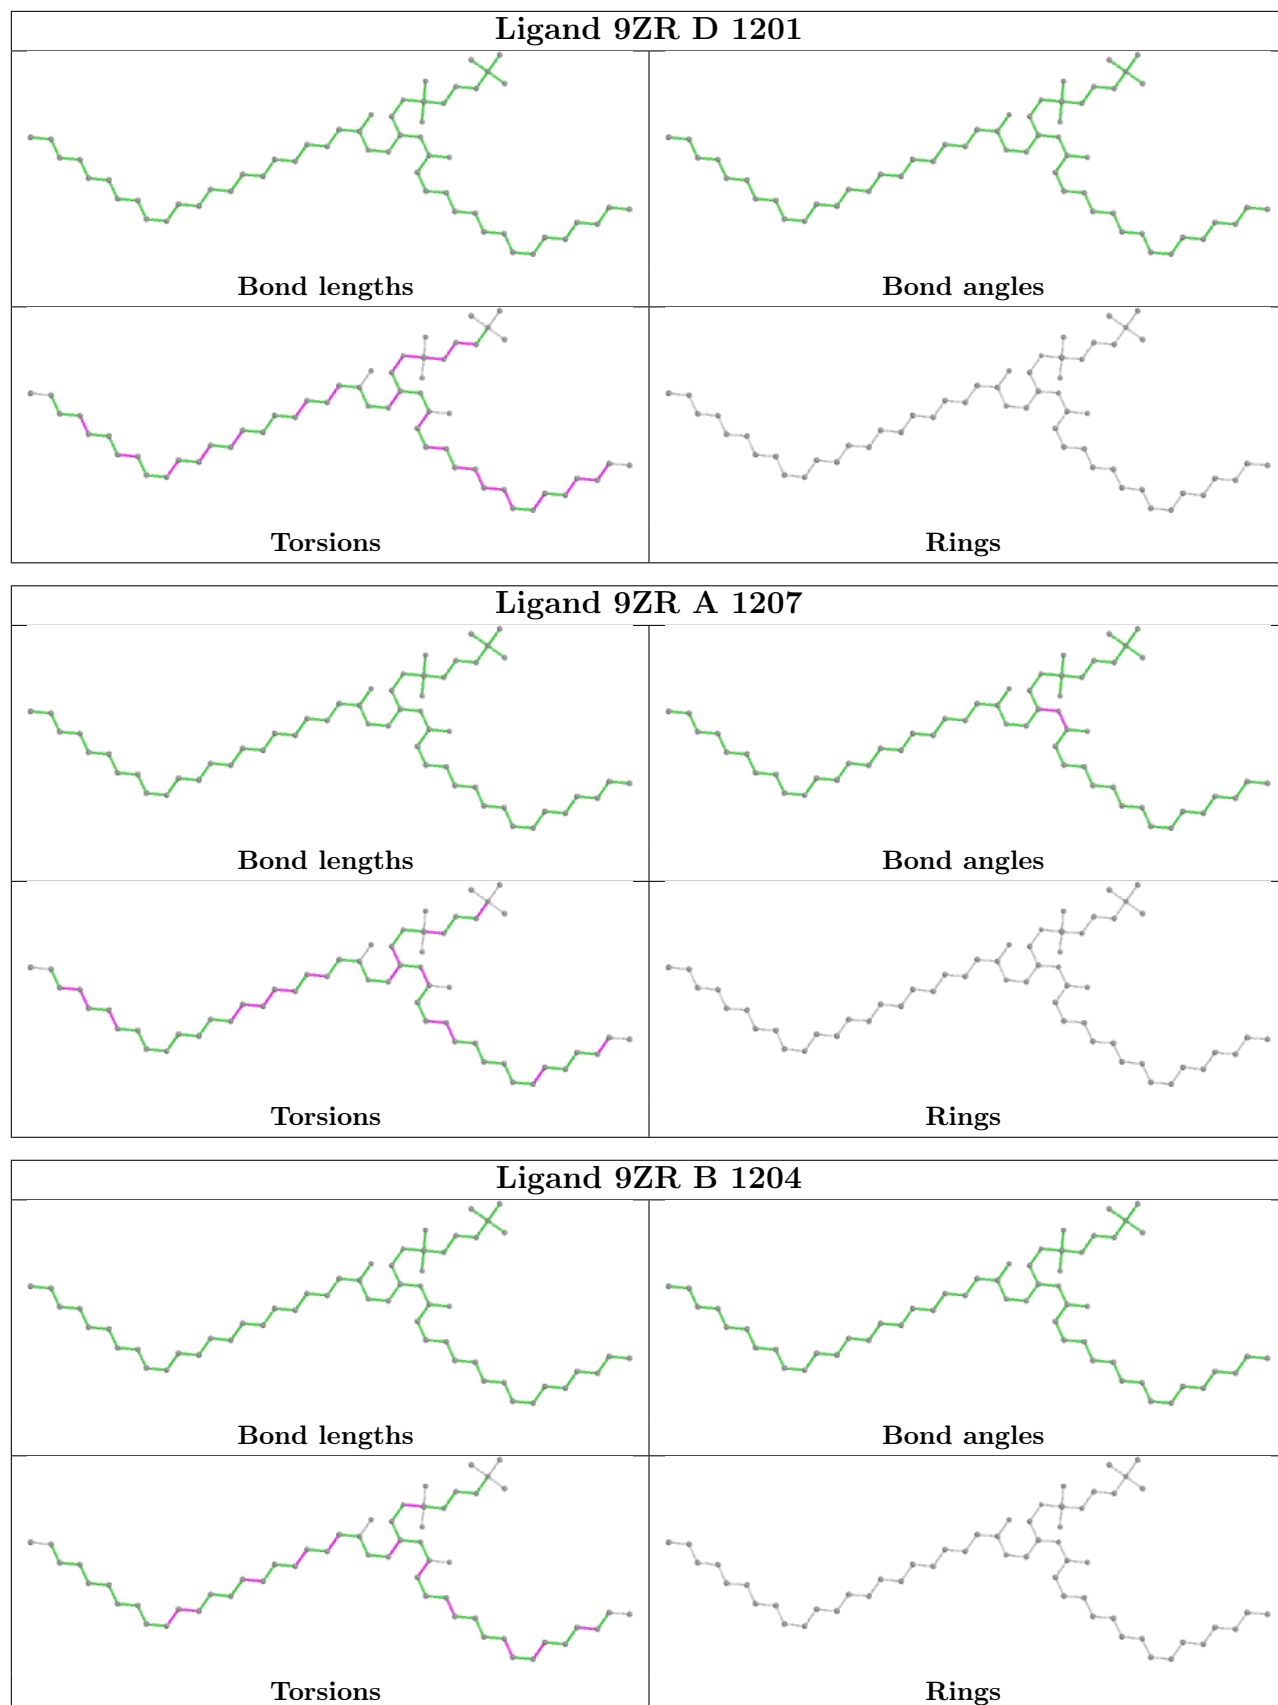 Ligand 9ZR D 1201
Bond lengths
Bond angles
Torsions
Rings
Ligand 9ZR A 1207
Bond lengths
Bond angles
Torsions
Rings
Ligand 9ZR B 1204
Bond lengths
Bond angles
Torsions
Rings